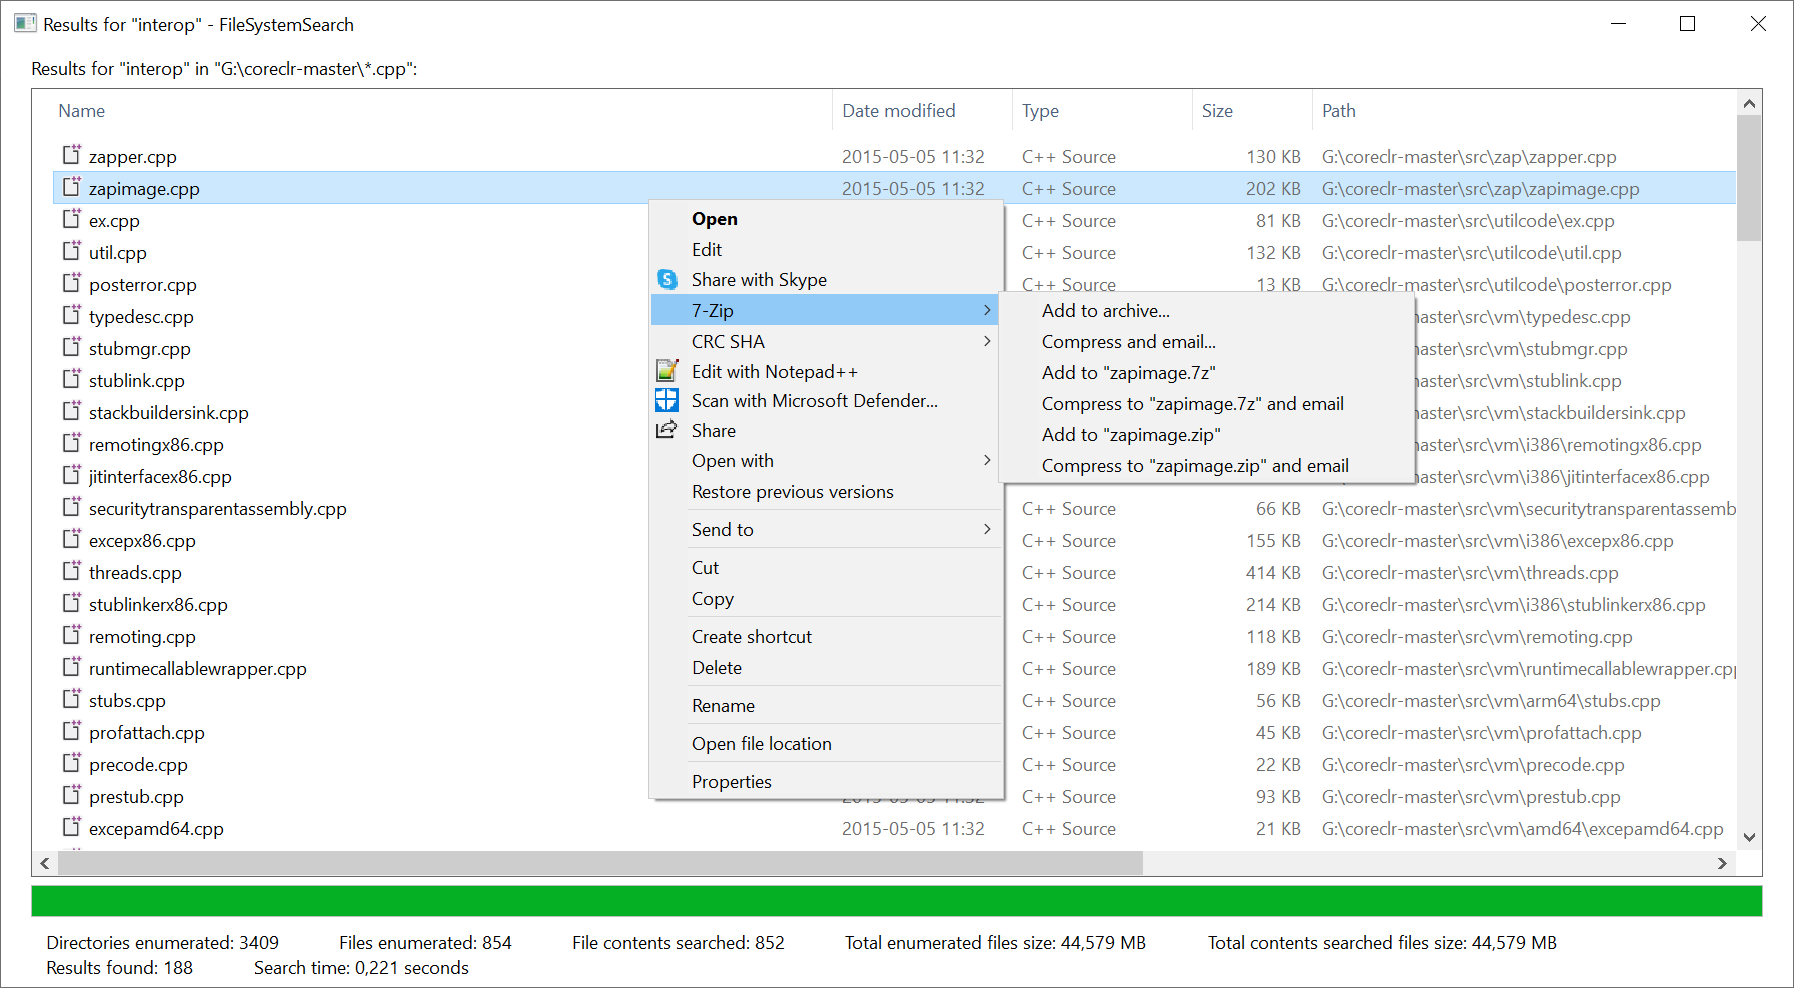 Results for "interop" - FileSystemSearch
Results for "interop" in "G:\coreclr-master\*.cpp":
Name Date modified Type Size Path
zapper.cpp 2015-05-05 11:32 C++ Source 130 KB G:\coreclr-master\src\zap\zapper.cpp
zapimage.cpp 2015-05-05 11:32 C++ Source 202 KB G:\coreclr-master\src\zap\zapimage.cpp
ex.cpp C++ Source 81 KB G:\coreclr-master\src\utilcode\ex.cpp
util.cpp C++ Source 132 KB G:\coreclr-master\src\utilcode\util.cpp
posterror.cpp C++ Source 13 KB G:\coreclr-master\src\utilcode\posterror.cpp
typedesc.cpp master\src\vm\typedesc.cpp
stubmgr.cpp master\src\vm\stubmgr.cpp
stublink.cpp master\src\vm\stublink.cpp
stackbuildersink.cpp master\src\vm\stackbuildersink.cpp
remotingx86.cpp master\src\vm\i386\remotingx86.cpp
jitinterfacex86.cpp master\src\vm\i386\jitinterfacex86.cpp
securitytransparentassembly.cpp C++ Source 66 KB G:\coreclr-master\src\vm\securitytransparentassemb
excepx86.cpp C++ Source 155 KB G:\coreclr-master\src\vm\i386\excepx86.cpp
threads.cpp C++ Source 414 KB G:\coreclr-master\src\vm\threads.cpp
stublinkerx86.cpp C++ Source 214 KB G:\coreclr-master\src\vm\i386\stublinkerx86.cpp
remoting.cpp C++ Source 118 KB G:\coreclr-master\src\vm\remoting.cpp
runtimecallablewrapper.cpp C++ Source 189 KB G:\coreclr-master\src\vm\runtimecallablewrapper.cpp
stubs.cpp C++ Source 56 KB G:\coreclr-master\src\vm\arm64\stubs.cpp
profattach.cpp C++ Source 45 KB G:\coreclr-master\src\vm\profattach.cpp
precode.cpp C++ Source 22 KB G:\coreclr-master\src\vm\precode.cpp
prestub.cpp C++ Source 93 KB G:\coreclr-master\src\vm\prestub.cpp
excepamd64.cpp 2015-05-05 11:32 C++ Source 21 KB G:\coreclr-master\src\vm\amd64\excepamd64.cpp
Open
Edit
Share with Skype
7-Zip
CRC SHA
Edit with Notepad++
Scan with Microsoft Defender...
Share
Open with
Restore previous versions
Send to
Cut
Copy
Create shortcut
Delete
Rename
Open file location
Properties
Add to archive...
Compress and email...
Add to "zapimage.7z"
Compress to "zapimage.7z" and email
Add to "zapimage.zip"
Compress to "zapimage.zip" and email
Directories enumerated: 3409 Files enumerated: 854 File contents searched: 852 Total enumerated files size: 44,579 MB Total contents searched files size: 44,579 MB
Results found: 188 Search time: 0,221 seconds